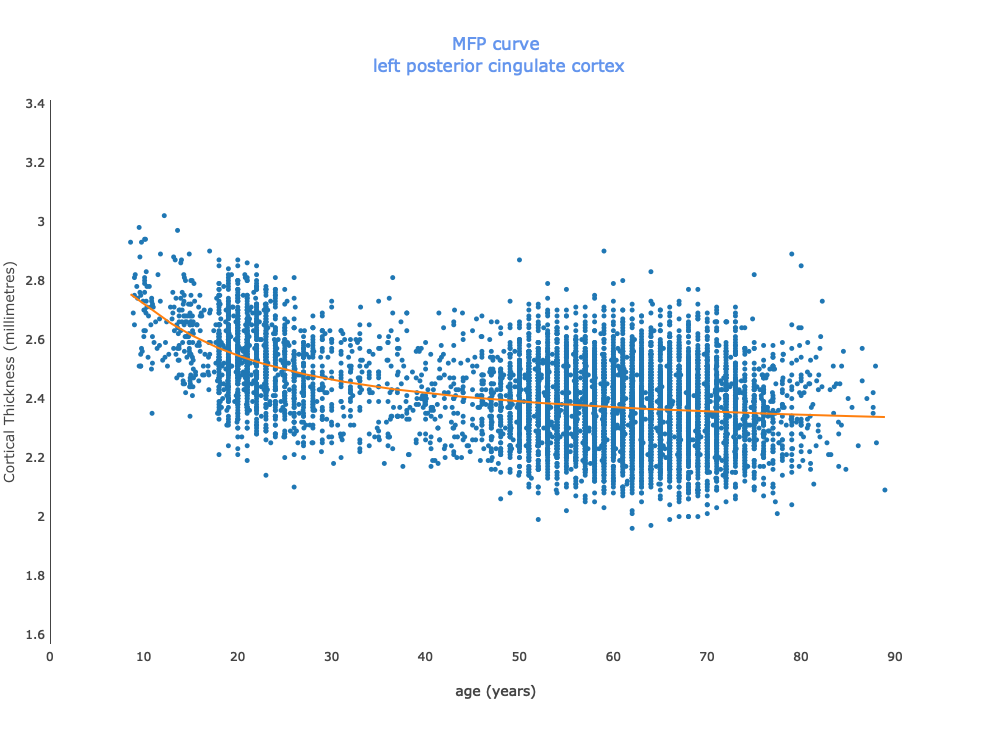 MFP curve
left posterior cingulate cortex
Cortical Thickness (millimetres)
3.4
3.2
3
2.8
2.6
2.4
2.2
2
1.8
1.6
0 10 20 30 40 50 60 70 80 90
age (years)